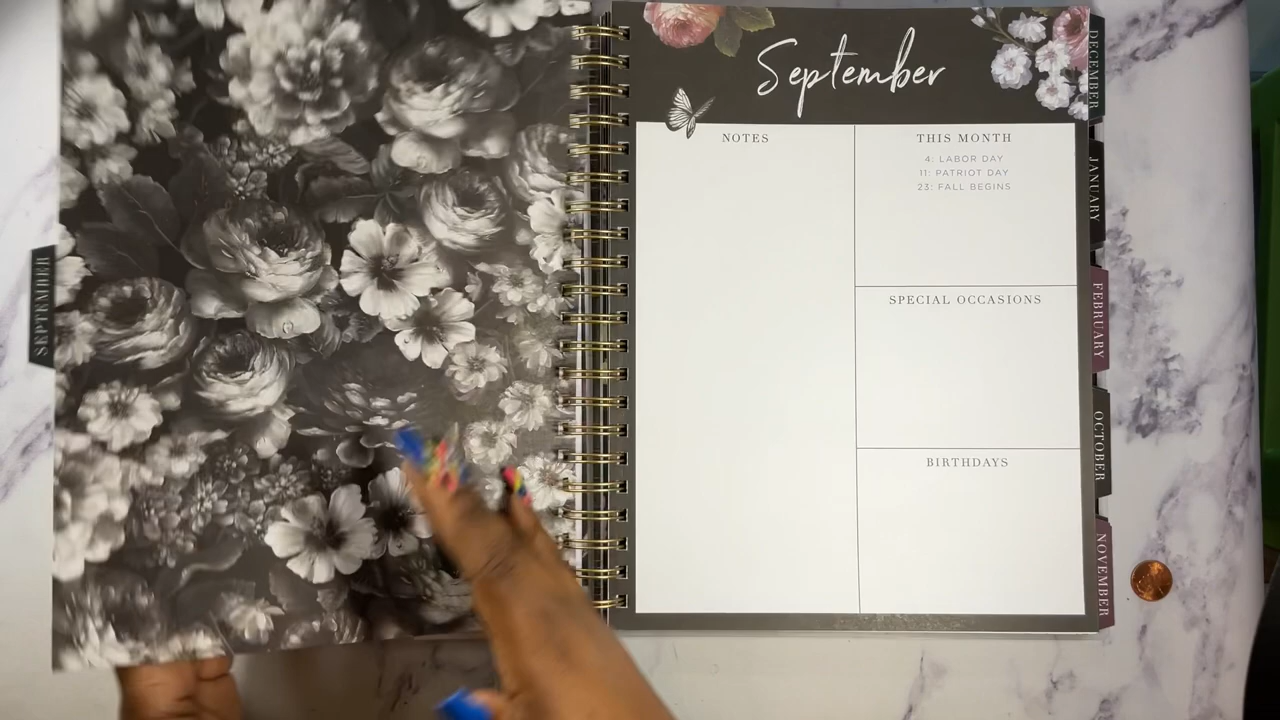 September
NOTES
THIS MONTH
4: LABOR DAY
11: PATRIOT DAY
23: FALL BEGINS
SPECIAL OCCASIONS
BIRTHDAYS
SEPTEMBER
DECEMBER
JANUARY
FEBRUARY
OCTOBER
NOVEMBER